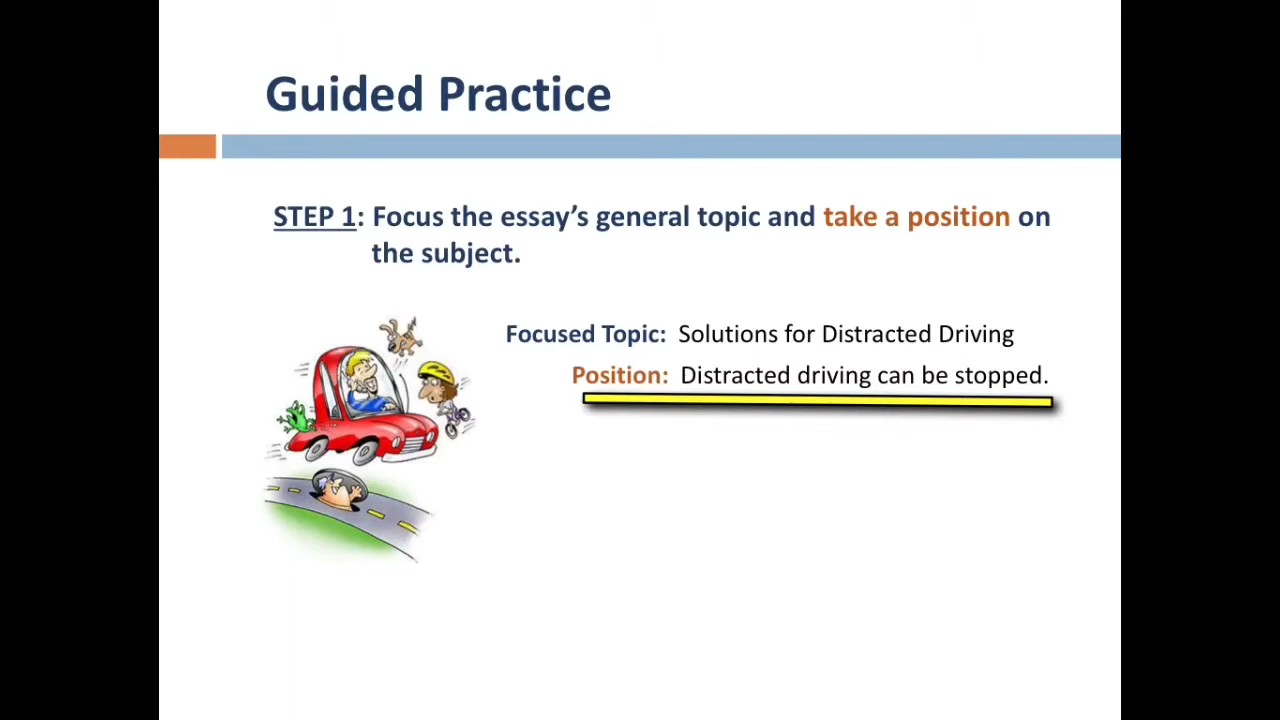 Guided Practice
STEP 1: Focus the essay’s general topic and take a position on
the subject.
Focused Topic: Solutions for Distracted Driving
Position: Distracted driving can be stopped.